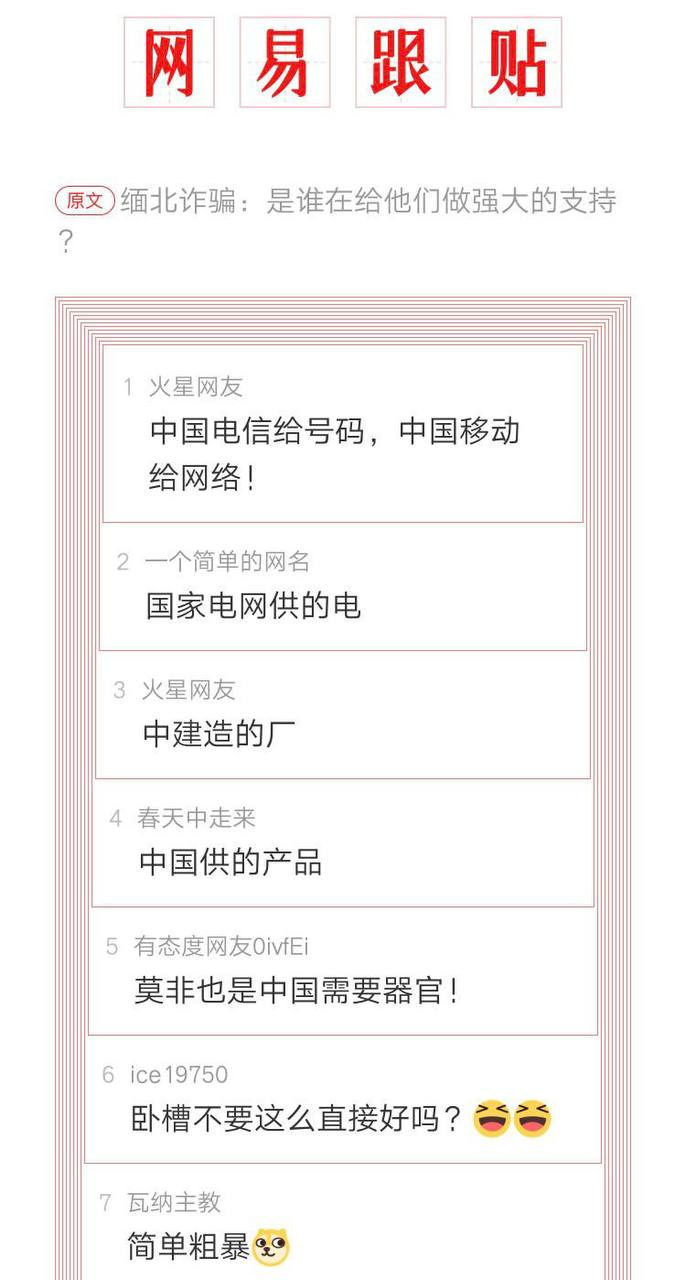 网易跟贴
原文 缅北诈骗：是谁在给他们做强大的支持
？
1 火星网友
中国电信给号码，中国移动
给网络！
2 一个简单的网名
国家电网供的电
3 火星网友
中建造的厂
4 春天中走来
中国供的产品
5 有态度网友0ivfEi
莫非也是中国需要器官！
6 ice19750
卧槽不要这么直接好吗？😆😆
7 瓦纳主教
简单粗暴